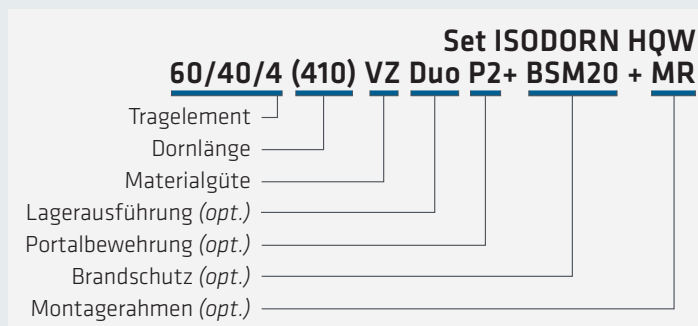 Set ISODORN HQW
60/40/4 (410) VZ Duo P2+ BSM20 + MR
Tragelement
Dornlänge
Materialgüte
Lagerausführung (opt.)
Portalbewehrung (opt.)
Brandschutz (opt.)
Montagerahmen (opt.)